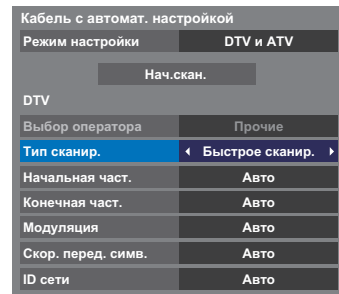 Кабель с автомат. настройкой
Режим настройки DTV и ATV
Нач.скан.
DTV
Выбор оператора Прочие
Тип сканир. Быстрое сканир.
Начальная част. Авто
Конечная част. Авто
Модуляция Авто
Скор. перед. симв. Авто
ID сети Авто